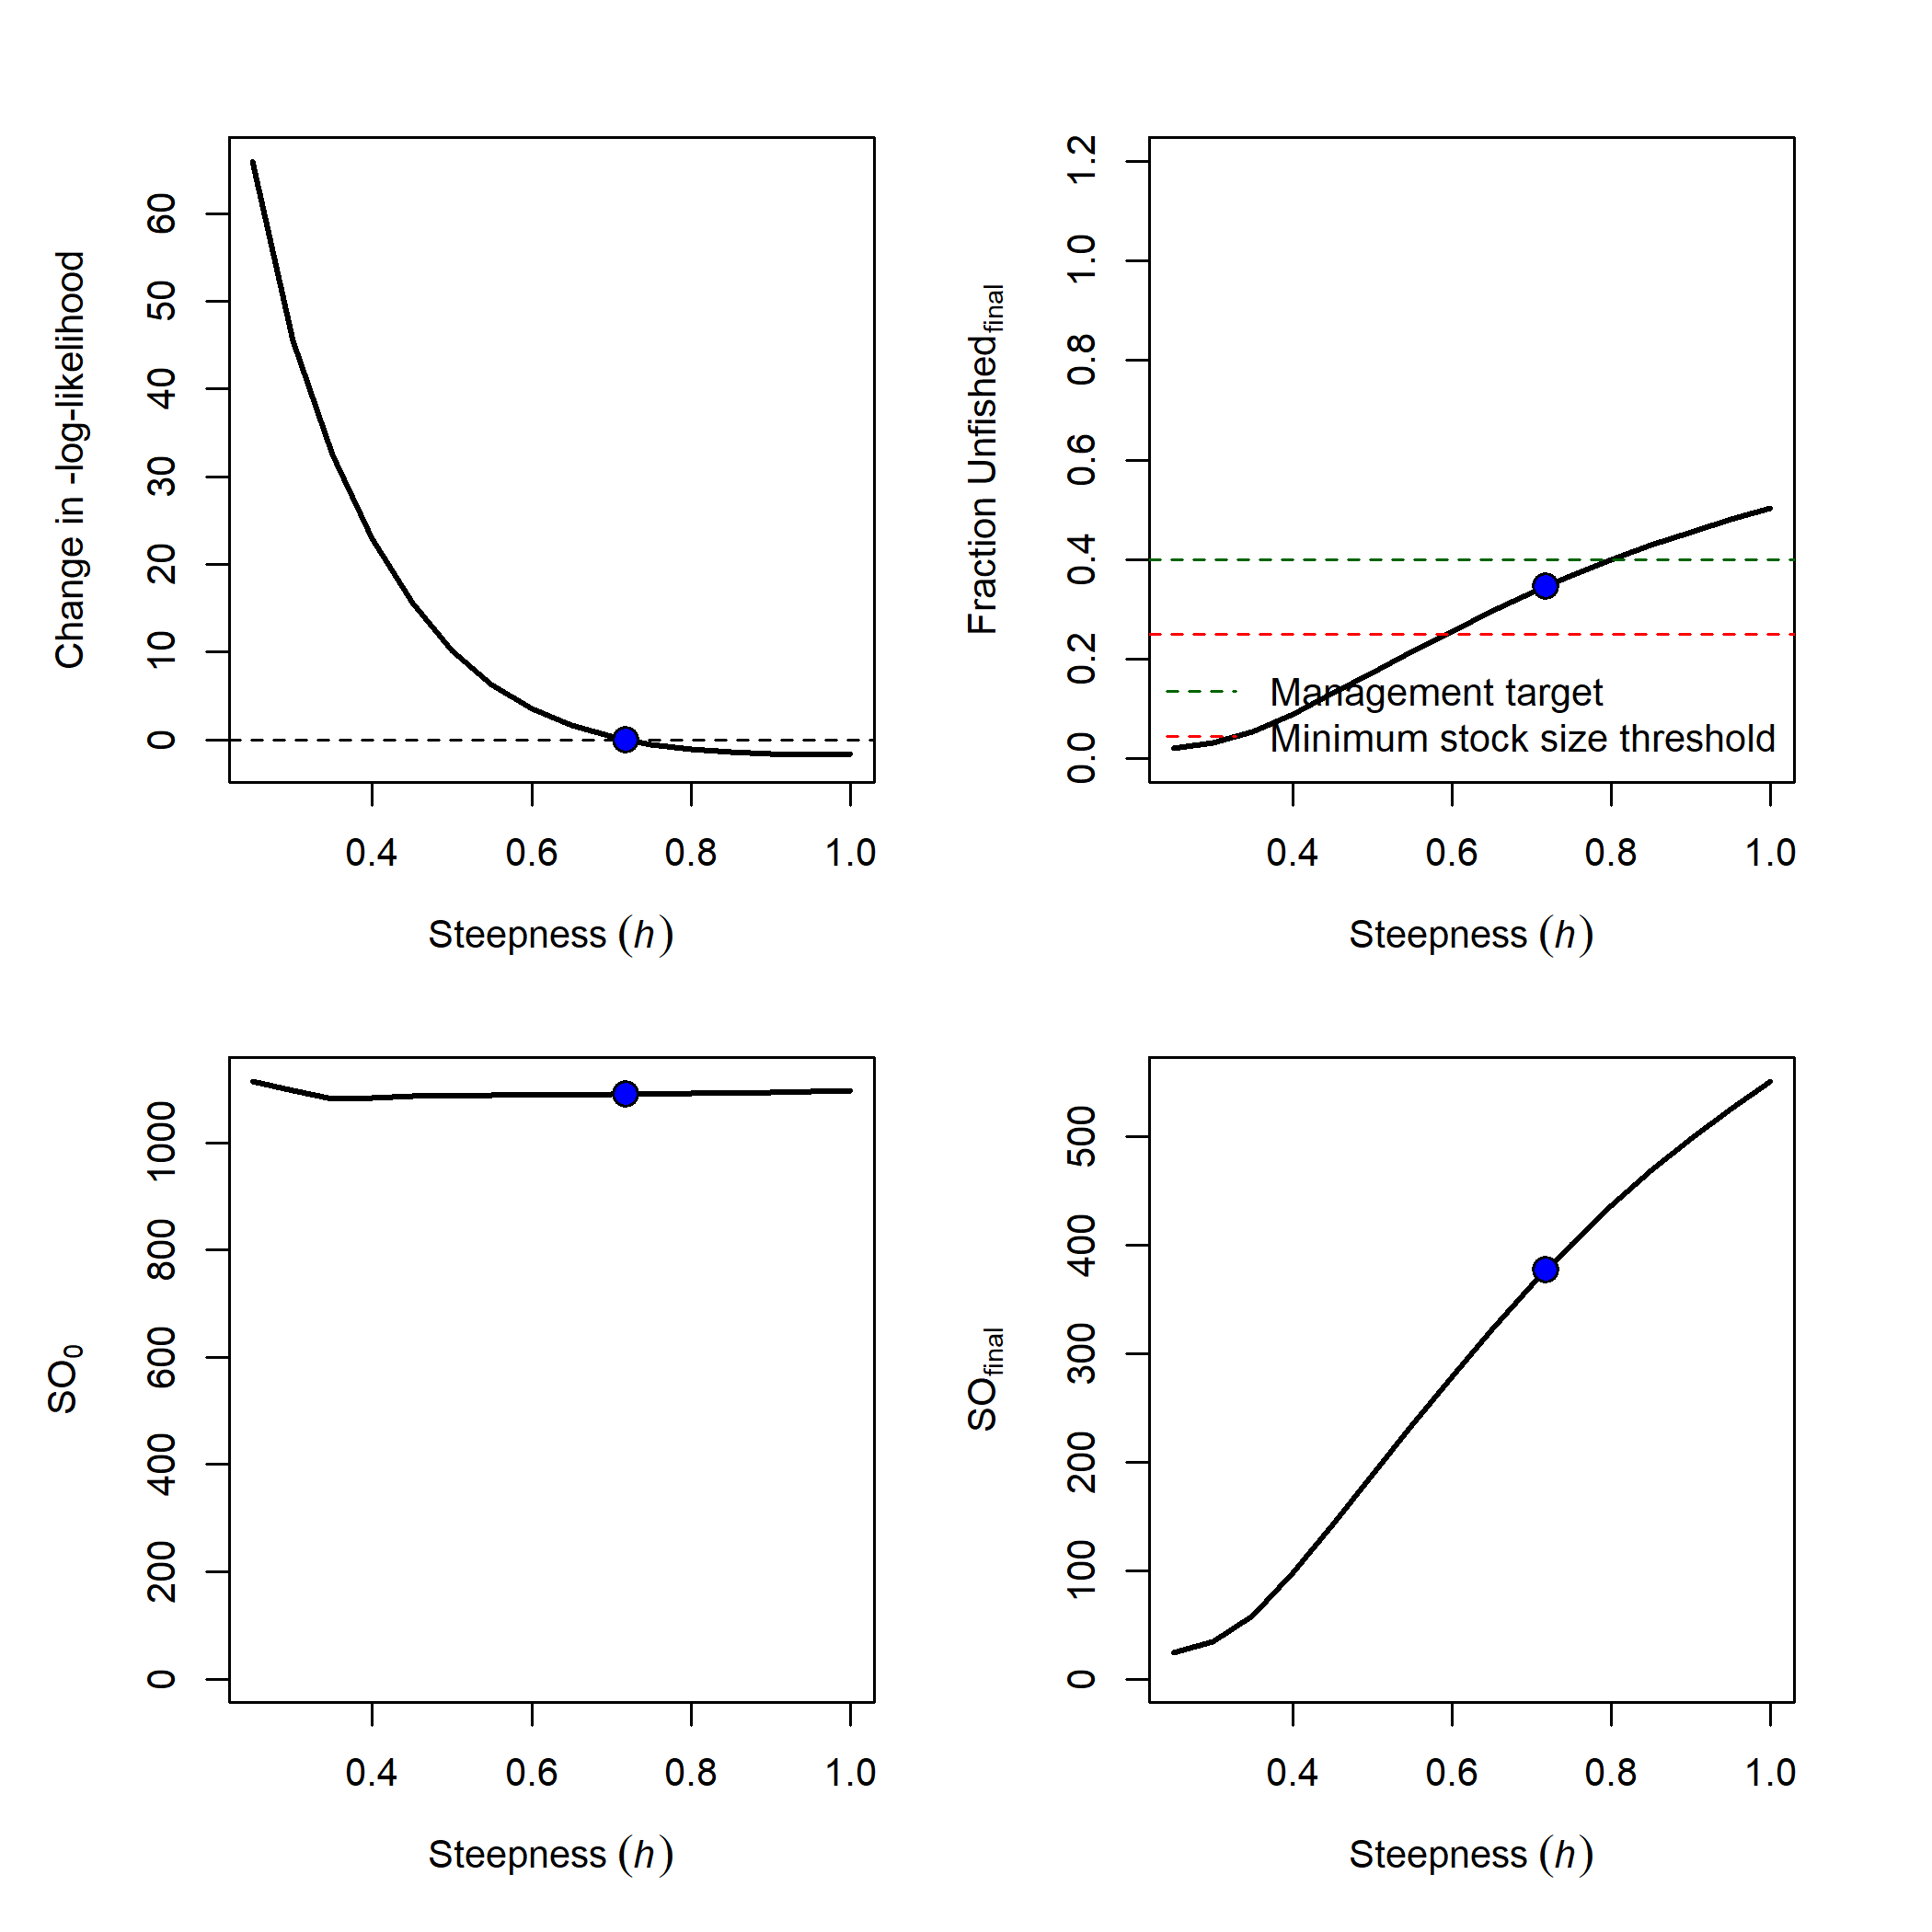 Change in -log-likelihood
0 10 20 30 40 50 60
0.4 0.6 0.8 1.0
Steepness (h)
Fraction Unfished final
0.0 0.2 0.4 0.6 0.8 1.0 1.2
Management target
Minimum stock size threshold
0.4 0.6 0.8 1.0
Steepness (h)
SO0
0 200 400 600 800 1000
0.4 0.6 0.8 1.0
Steepness (h)
SOfinal
0 100 200 300 400 500
0.4 0.6 0.8 1.0
Steepness (h)